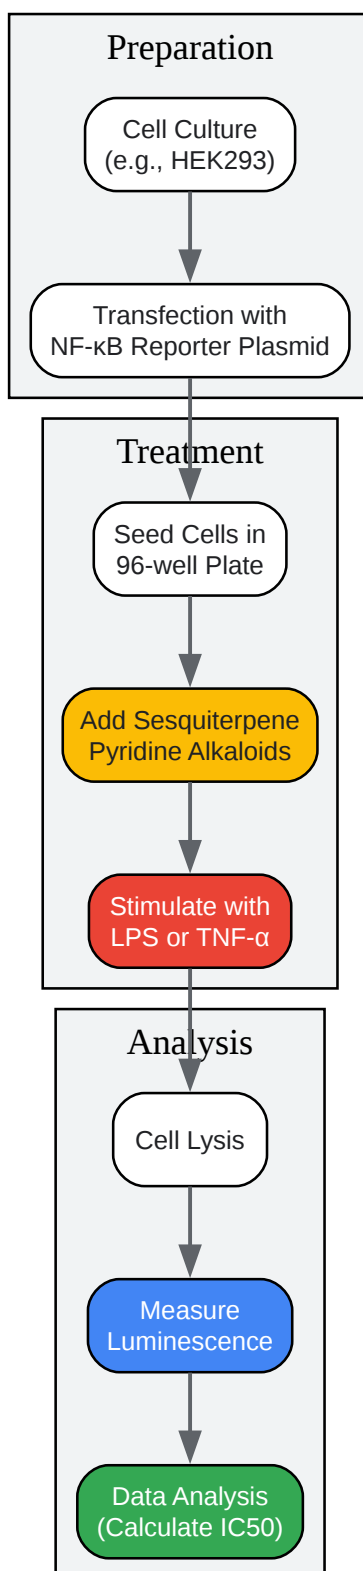 Preparation
Cell Culture
(e.g., HEK293)
Transfection with
NF-κB Reporter Plasmid
Treatment
Seed Cells in
96-well Plate
Add Sesquiterpene
Pyridine Alkaloids
Stimulate with
LPS or TNF-α
Analysis
Cell Lysis
Measure
Luminescence
Data Analysis
(Calculate IC50)